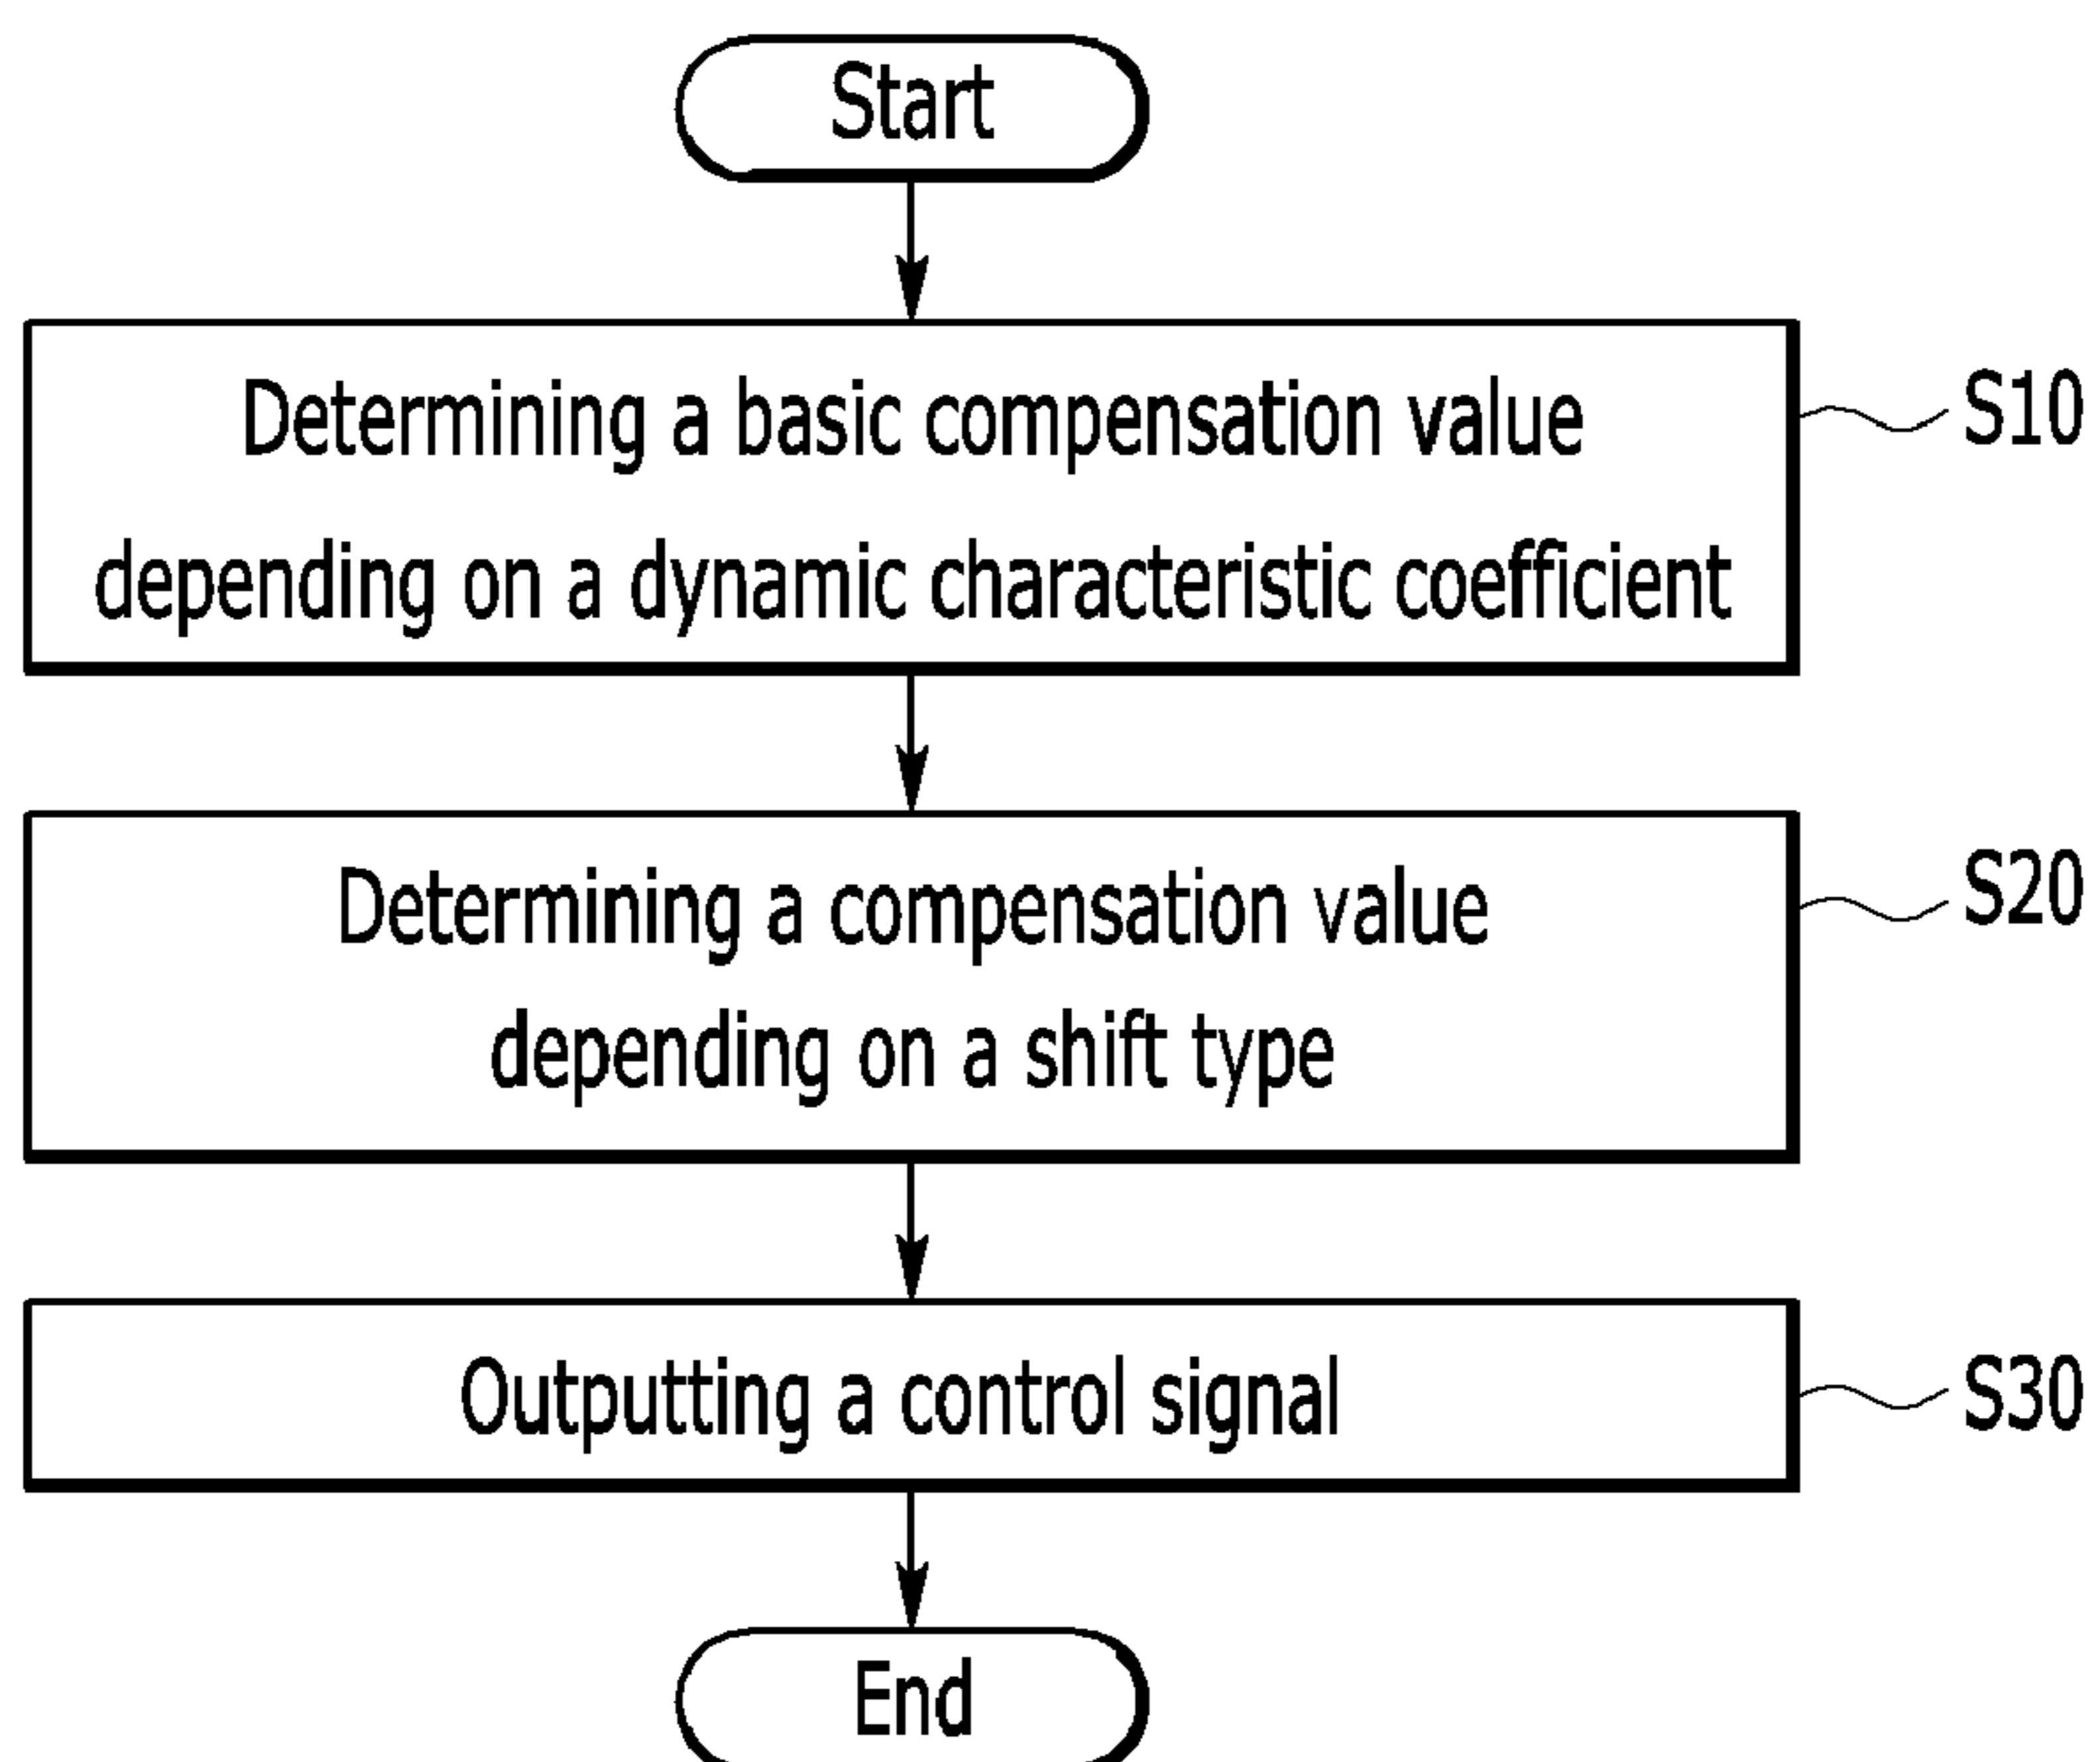 Start
Determining a basic compensation value
depending on a dynamic characteristic coefficient
S10
Determining a compensation value
depending on a shift type
S20
Outputting a control signal
S30
End